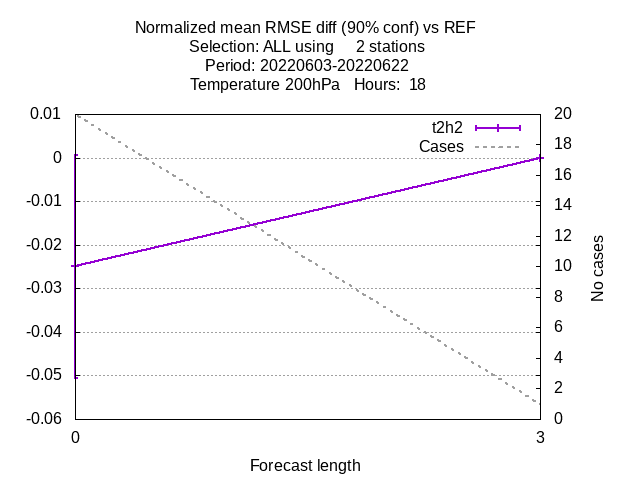 Normalized mean RMSE diff (90% conf) vs REF
Selection: ALL using     2 stations
Period: 20220603-20220622
Temperature 200hPa   Hours:  18
t2h2
Cases
0.01
0
-0.01
-0.02
-0.03
-0.04
-0.05
-0.06
20
18
16
14
12
10
8
6
4
2
0
No cases
0
3
Forecast length